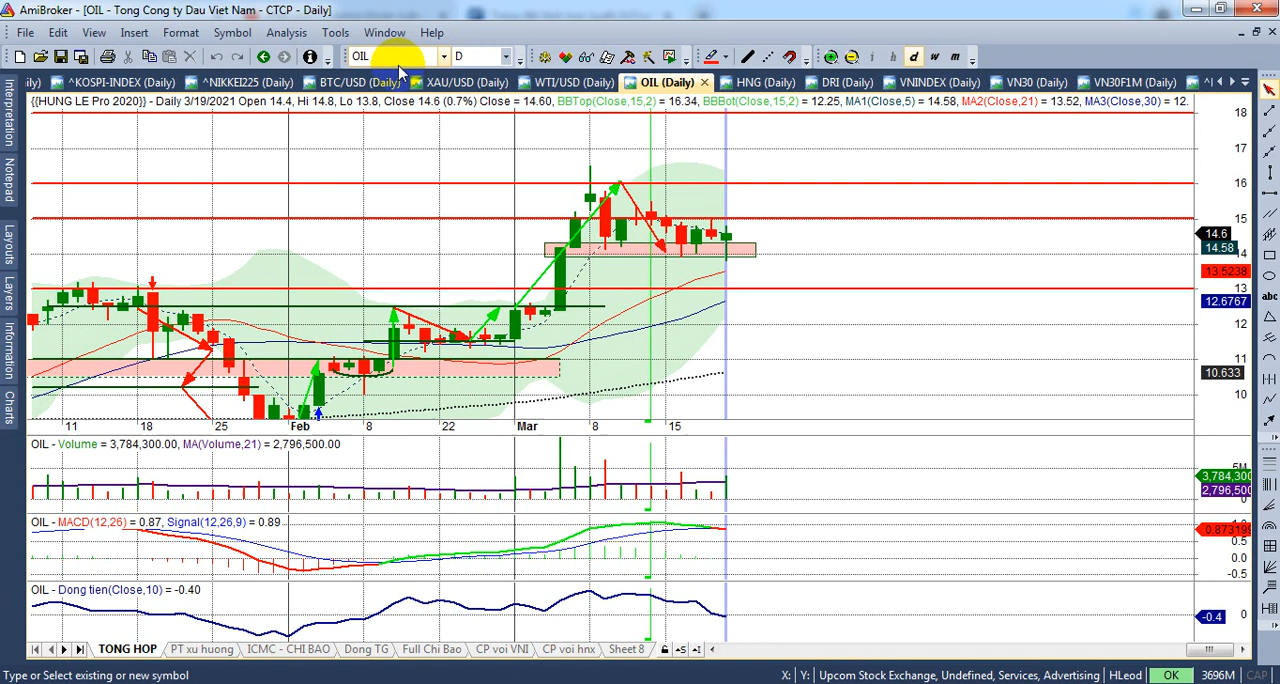 AmiBroker - [OIL - Tong Cong ty Dau Viet Nam - CTCP - Daily]
File Edit View Insert Format Symbol Analysis Tools Window Help
OIL D h d w m
ily) ^KOSPI-INDEX (Daily) ^NIKKEI225 (Daily) BTC/USD (Daily) XAU/USD (Daily) WTI/USD (Daily) OIL (Daily) HNG (Daily) DRI (Daily) VNINDEX (Daily) VN30 (Daily) VN30F1M (Daily) ^I
{{HUNG LE Pro 2020}} - Daily 3/19/2021 Open 14.4, Hi 14.8, Lo 13.8, Close 14.6 (0.7%) Close = 14.60, BBTop(Close,15,2) = 16.34, BBBot(Close,15,2) = 12.25, MA1(Close,5) = 14.58, MA2(Close,21) = 13.52, MA3(Close,30) = 12.
Interpretation
Notepad
Layouts
Layers
Information
Charts
abc
18
17
16
15
14.6
14.58
14
13.5238
13
12.6767
12
11
10.633
10
11 18 25 Feb 8 22 Mar 8 15
OIL - Volume = 3,784,300.00, MA(Volume,21) = 2,796,500.00
5M
3,784,300
2,796,500
0
OIL - MACD(12,26) = 0.87, Signal(12,26,9) = 0.89
0.873199
0.5
0.0
-0.5
OIL - Dong tien(Close,10) = -0.40
0
-0.4
TONG HOP PT xu huong ICMC - CHI BAO Dong TG Full Chi Bao CP voi VNI CP voi hnx Sheet 8
Type or Select existing or new symbol X: Y: Upcom Stock Exchange, Undefined, Services, Advertising HLeod OK 3696M CAP